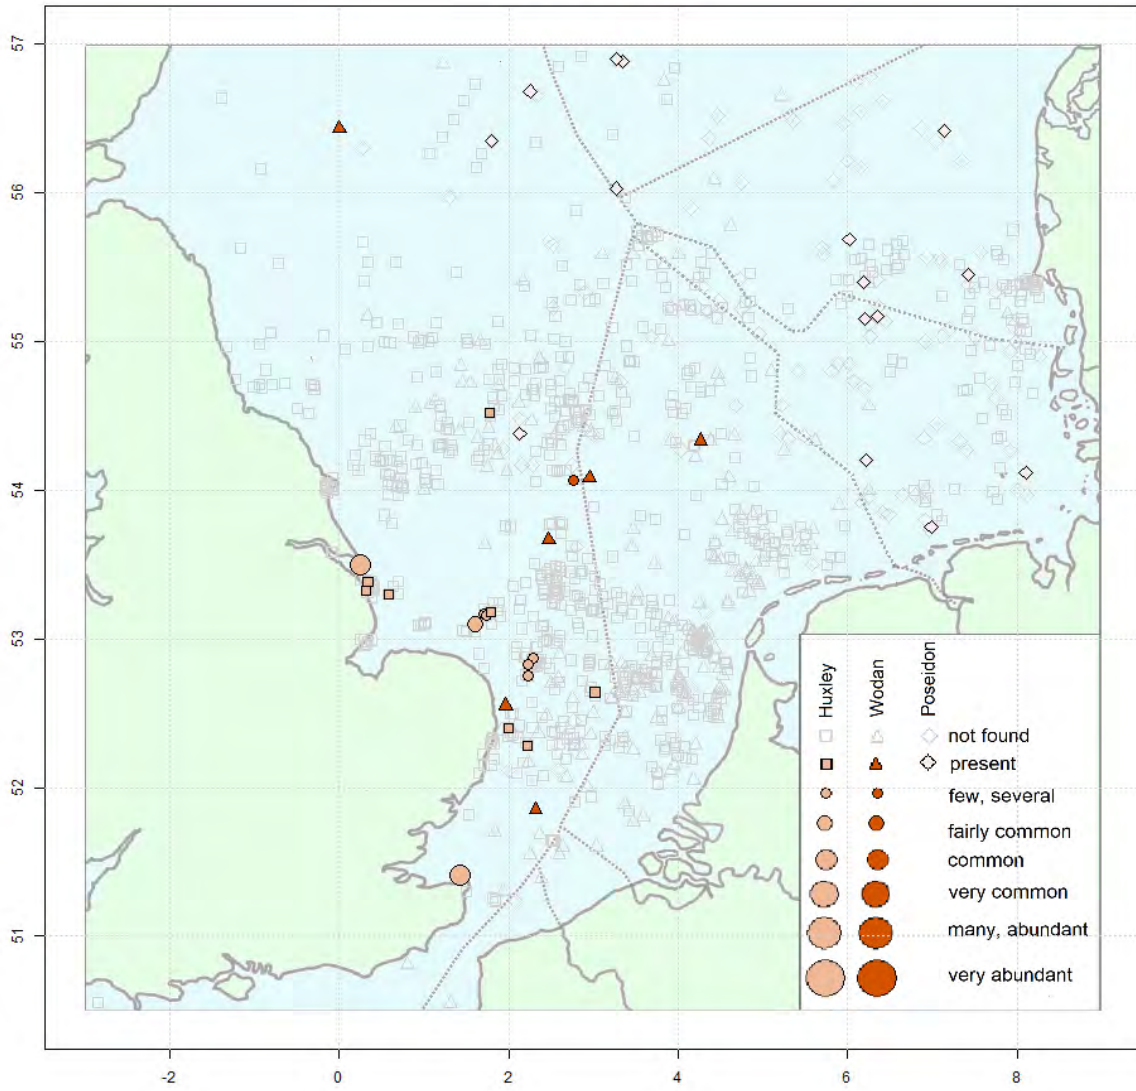 57
56
55
54
53
52
51
Huxley
Wodan
Poseidon
not found
present
few, several
fairly common
common
very common
many, abundant
very abundant
-2 0 2 4 6 8